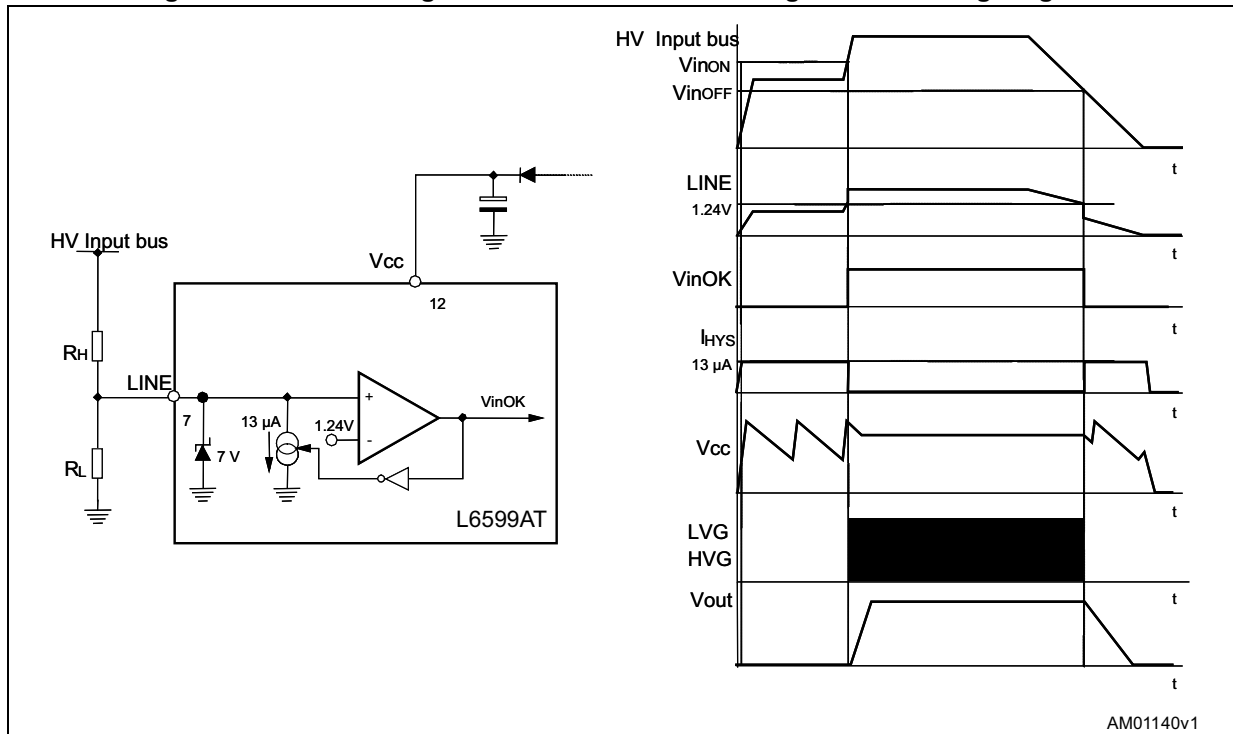 HV Input bus
Vcc
12
RH
LINE
7
RL
7 V
13 µA
1.24V
+
-
VinOK
L6599AT
HV Input bus
VinON
VinOFF
t
LINE
1.24V
t
VinOK
t
IHYS
13 µA
t
Vcc
t
LVG
HVG
t
Vout
t
AM01140v1